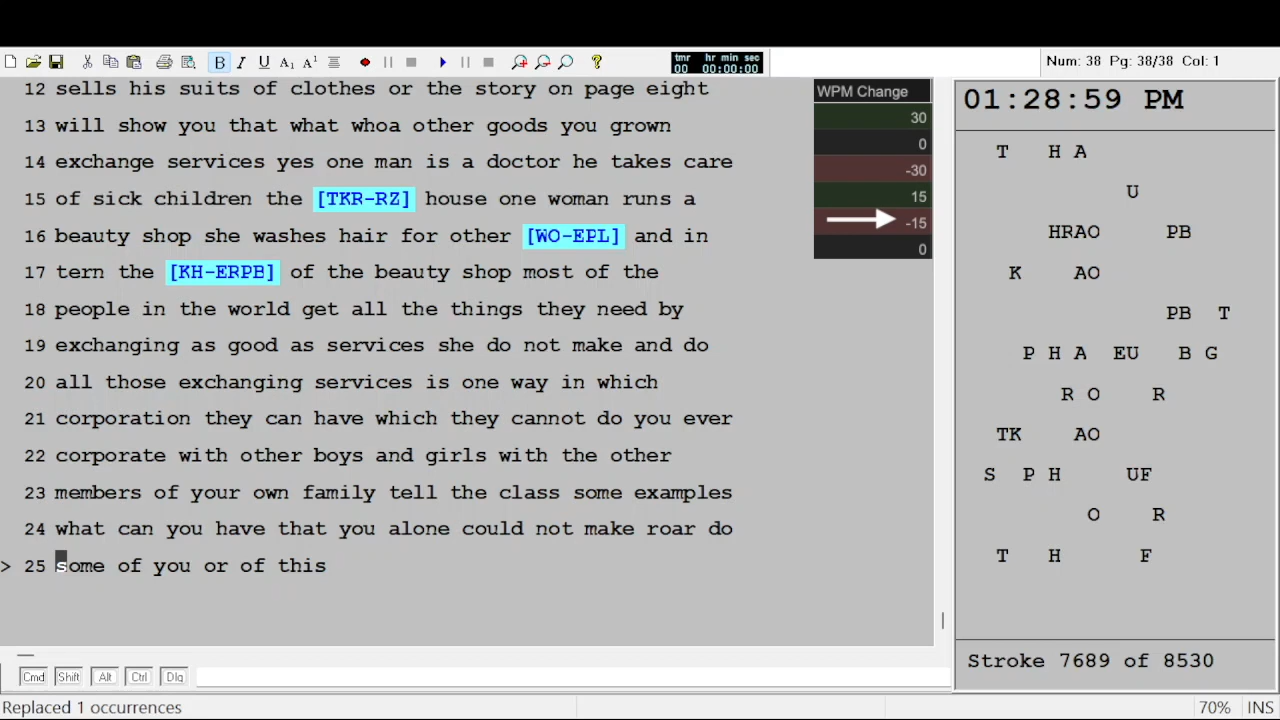 B I U A₁ A¹
tmr hr min sec
00 00:00:00
Num: 38 Pg: 38/38 Col: 1
12 sells his suits of clothes or the story on page eight
13 will show you that what whoa other goods you grown
14 exchange services yes one man is a doctor he takes care
15 of sick children the [TKR-RZ] house one woman runs a
16 beauty shop she washes hair for other [WO-EPL] and in
17 tern the [KH-ERPB] of the beauty shop most of the
18 people in the world get all the things they need by
19 exchanging as good as services she do not make and do
20 all those exchanging services is one way in which
21 corporation they can have which they cannot do you ever
22 corporate with other boys and girls with the other
23 members of your own family tell the class some examples
24 what can you have that you alone could not make roar do
> 25 some of you or of this
WPM Change
30
0
-30
15
-15
0
01:28:59 PM
T H A
U
HRAO PB
K AO
PB T
P H A EU B G
R O R
TK AO
S P H UF
O R
T H F
Stroke 7689 of 8530
Cmd Shift Alt Ctrl Dlg
Replaced 1 occurrences
70% INS